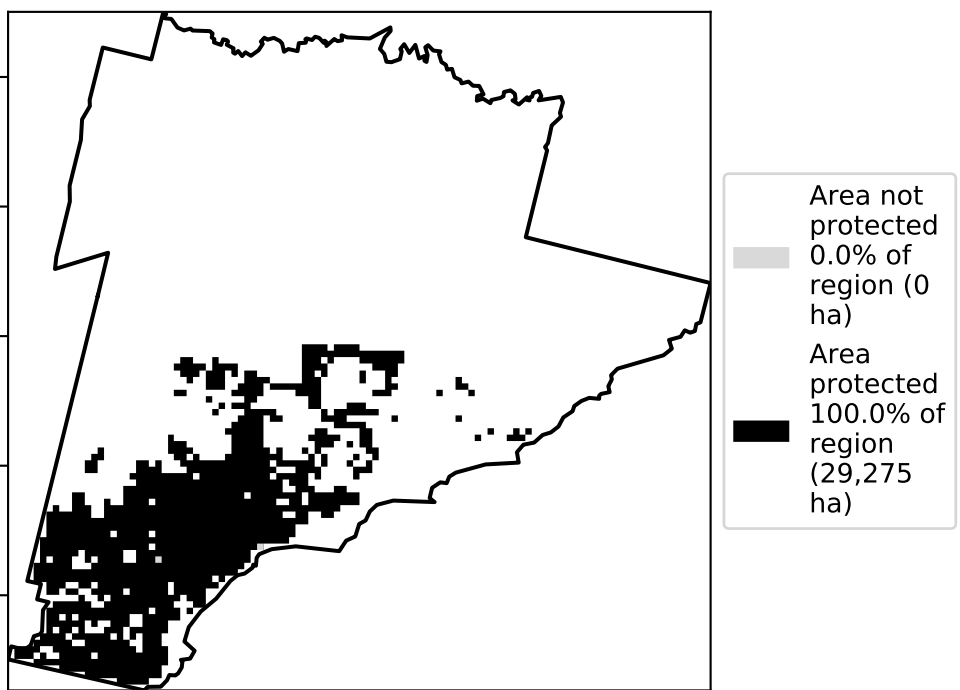 Area not
protected
0.0% of
region (0
ha)
Area
protected
100.0% of
region
(29,275
ha)